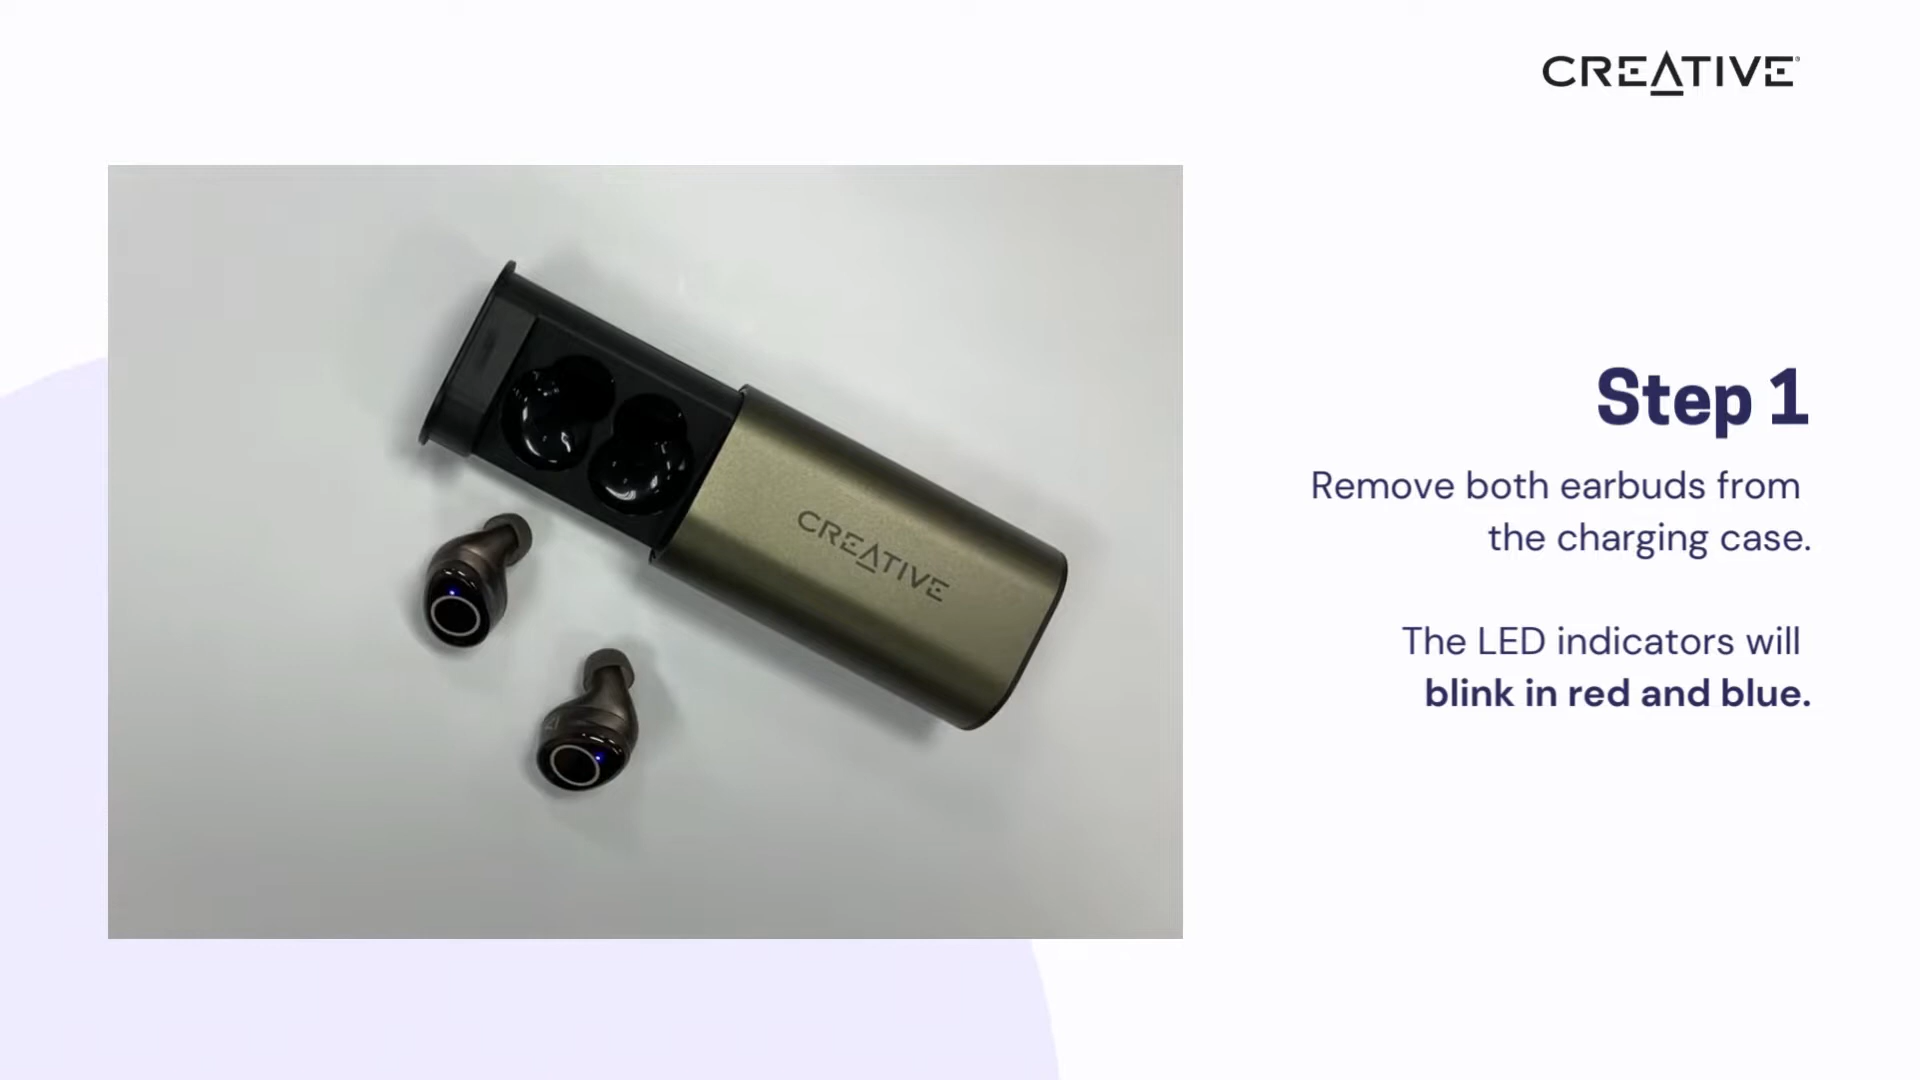 CREATIVE®
CREATIVE
Step 1
Remove both earbuds from
the charging case.
The LED indicators will
blink in red and blue.